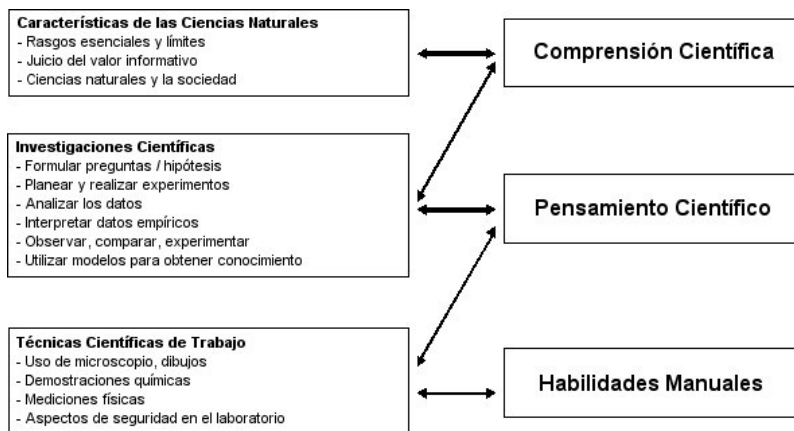 Características de las Ciencias Naturales
- Rasgos esenciales y límites
- Juicio del valor informativo
- Ciencias naturales y la sociedad
Comprensión Científica
Investigaciones Científicas
- Formular preguntas / hipótesis
- Planear y realizar experimentos
- Analizar los datos
- Interpretar datos empíricos
- Observar, comparar, experimentar
- Utilizar modelos para obtener conocimiento
Pensamiento Científico
Técnicas Científicas de Trabajo
- Uso de microscopio, dibujos
- Demostraciones químicas
- Mediciones físicas
- Aspectos de seguridad en el laboratorio
Habilidades Manuales